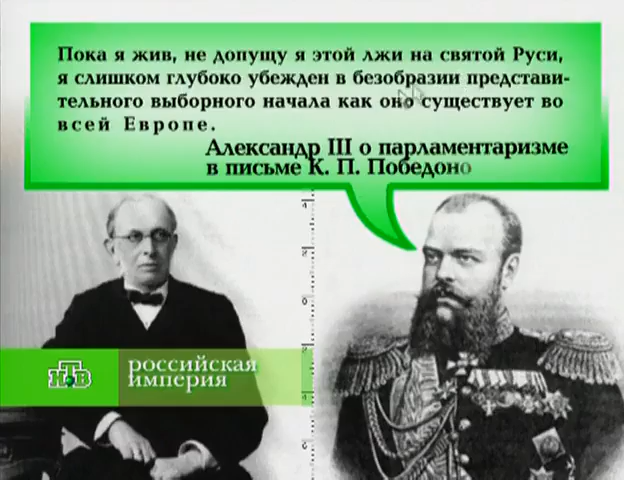 Пока я жив, не допущу я этой лжи на святой Руси,
я слишком глубоко убежден в безобразии представи-
тельного выборного начала как оно существует во
всей Европе.
Александр III о парламентаризме
в письме К. П. Победоно
НТВ
российская
империя